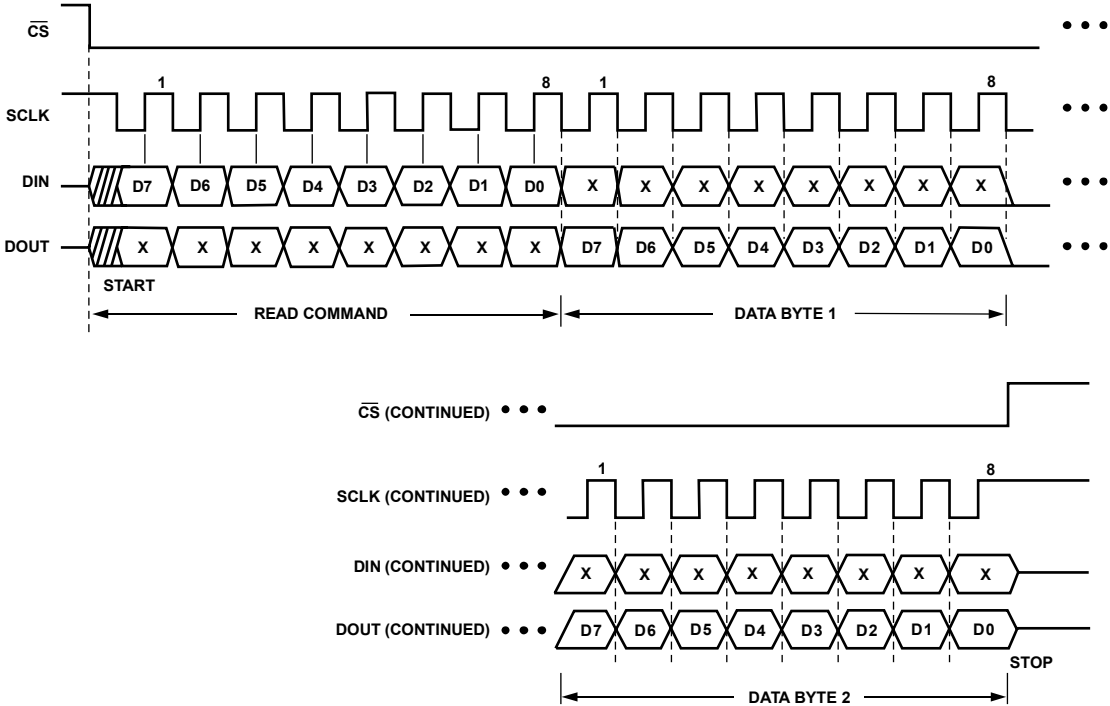 C̅S̅
1 8 1 8
SCLK
DIN D7 D6 D5 D4 D3 D2 D1 D0 X X X X X X X X
DOUT X X X X X X X X D7 D6 D5 D4 D3 D2 D1 D0
START
READ COMMAND DATA BYTE 1
C̅S̅ (CONTINUED)
1 8
SCLK (CONTINUED)
DIN (CONTINUED) X X X X X X X X
DOUT (CONTINUED) D7 D6 D5 D4 D3 D2 D1 D0
STOP
DATA BYTE 2